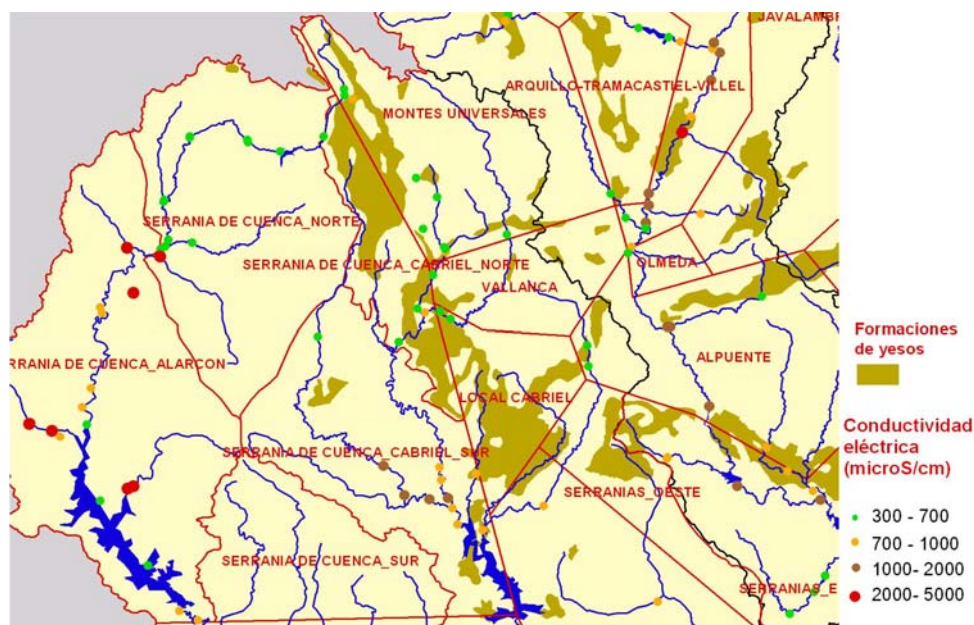 JAVALAMBR
ARQUILLO-TRAMACASTIEL-VILLEL
MONTES UNIVERSALES
SERRANIA DE CUENCA_NORTE
SERRANIA DE CUENCA_CABRIEL_NORTE
OLMEDA
VALLANCA
RRANIA DE CUENCA_ALARCON
ALPUENTE
LOCAL CABRIEL
SERRANIA DE CUENCA_CABRIEL_SUR
SERRANIAS_OESTE
SERRANIA DE CUENCA_SUR
SERRANIAS_E
Formaciones
de yesos
Conductividad
eléctrica
(microS/cm)
300 - 700
700 - 1000
1000- 2000
2000- 5000